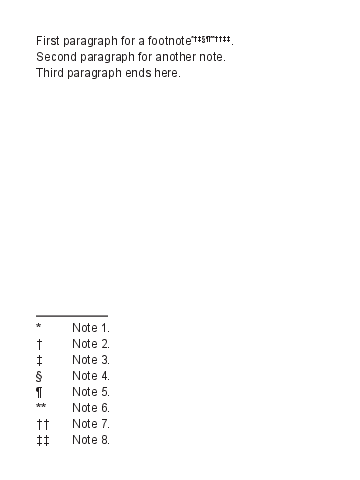 First paragraph for a footnote*†‡§¶**††‡‡.
Second paragraph for another note.
Third paragraph ends here.
* Note 1.
† Note 2.
‡ Note 3.
§ Note 4.
¶ Note 5.
** Note 6.
†† Note 7.
‡‡ Note 8.